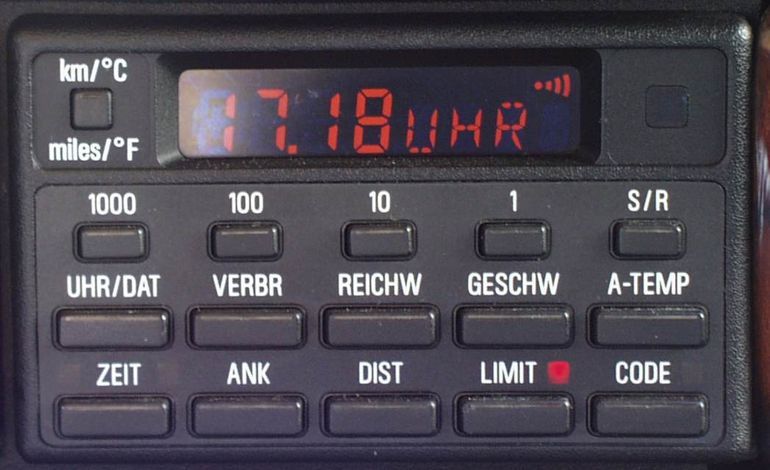 km/°C
17.18 UHR
miles/°F
1000 100 10 1 S/R
UHR/DAT VERBR REICHW GESCHW A-TEMP
ZEIT ANK DIST LIMIT CODE